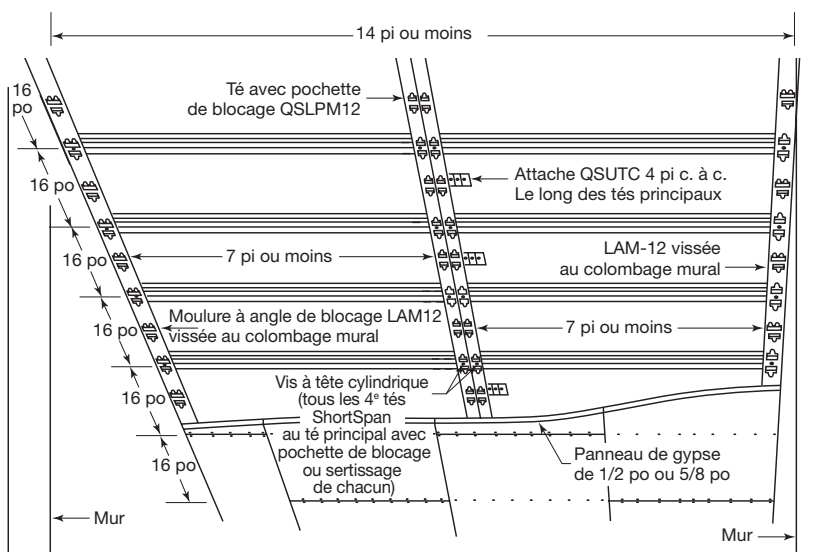 14 pi ou moins
16
po
Té avec pochette
de blocage QSLPM12
16 po
Attache QSUTC 4 pi c. à c.
Le long des tés principaux
16 po
7 pi ou moins
LAM-12 vissée
au colombage mural
16 po
Moulure à angle de blocage LAM12
vissée au colombage mural
7 pi ou moins
16 po
Vis à tête cylindrique
(tous les 4e tés
ShortSpan
au té principal avec
pochette de blocage
ou sertissage
de chacun)
16 po
Panneau de gypse
de 1/2 po ou 5/8 po
16 po
Mur
Mur